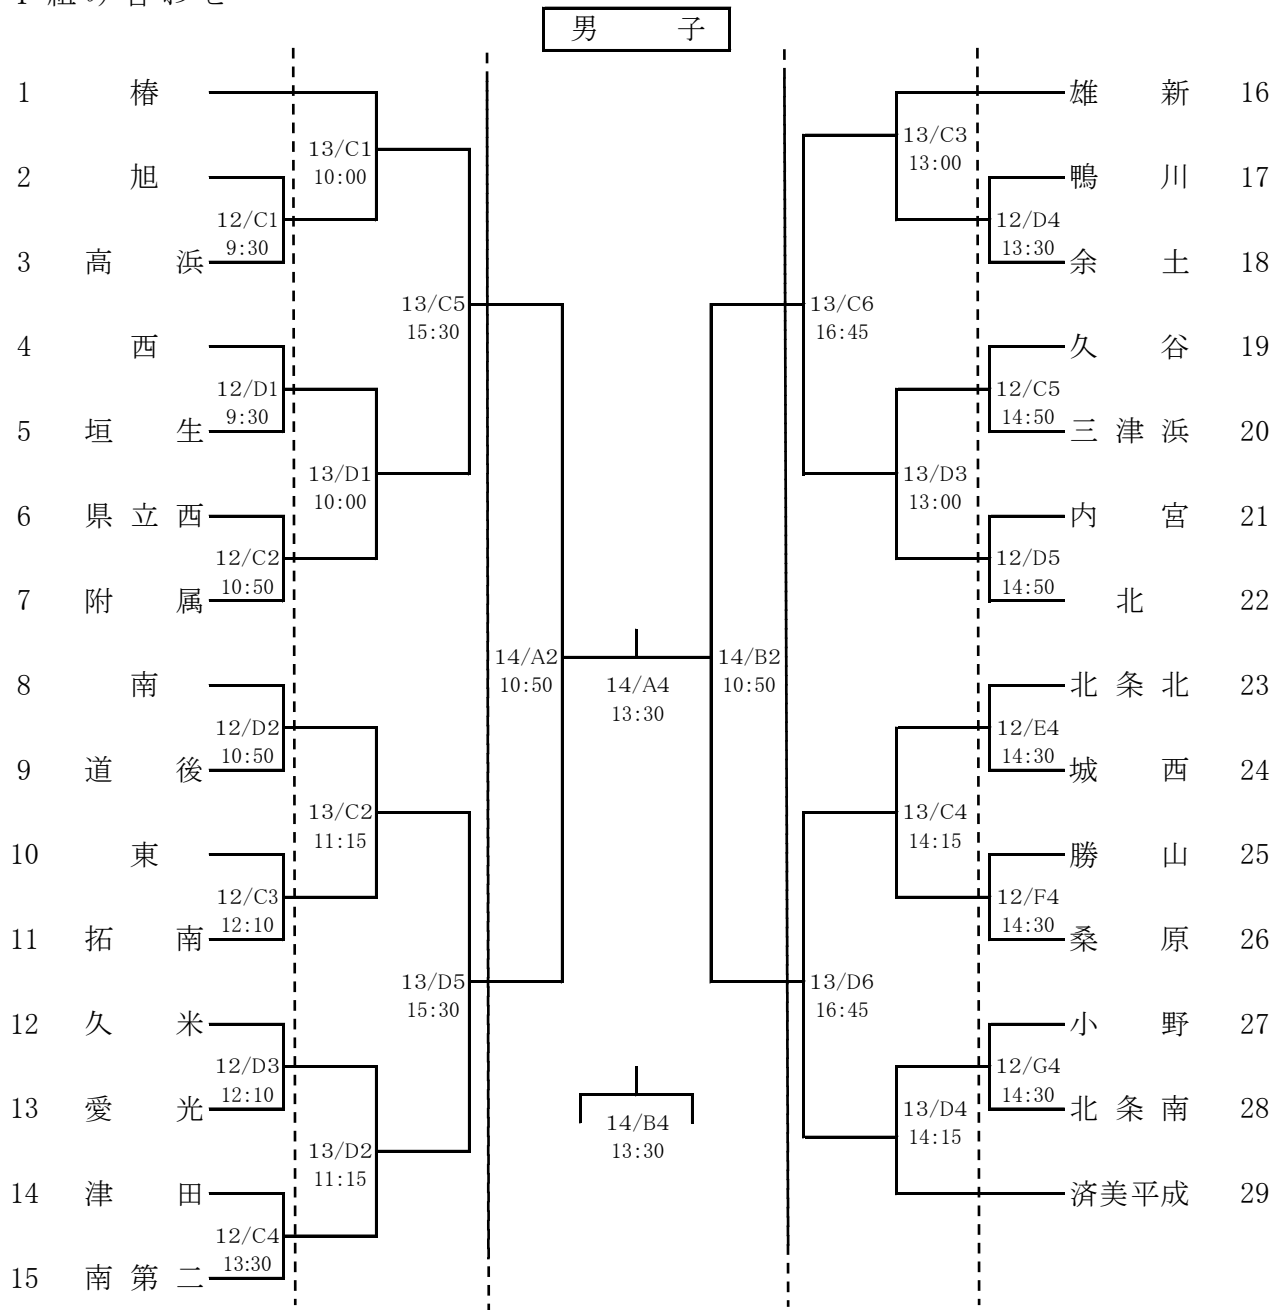 男 子
1 椿
2 旭
3 高 浜
4 西
5 垣 生
6 県 立 西
7 附 属
8 南
9 道 後
10 東
11 拓 南
12 久 米
13 愛 光
14 津 田
15 南 第 二
12/C1
9:30
12/D1
9:30
12/C2
10:50
12/D2
10:50
12/C3
12:10
12/D3
12:10
12/C4
13:30
13/C1
10:00
13/D1
10:00
13/C2
11:15
13/D2
11:15
13/C5
15:30
13/D5
15:30
14/A2
10:50
14/A4
13:30
14/B4
13:30
14/B2
10:50
13/C6
16:45
13/D6
16:45
13/C3
13:00
13/D3
13:00
13/C4
14:15
13/D4
14:15
12/D4
13:30
12/C5
14:50
12/D5
14:50
12/E4
14:30
12/F4
14:30
12/G4
14:30
雄 新 16
鴨 川 17
余 土 18
久 谷 19
三 津 浜 20
内 宮 21
北 22
北 条 北 23
城 西 24
勝 山 25
桑 原 26
小 野 27
北 条 南 28
済美平成 29